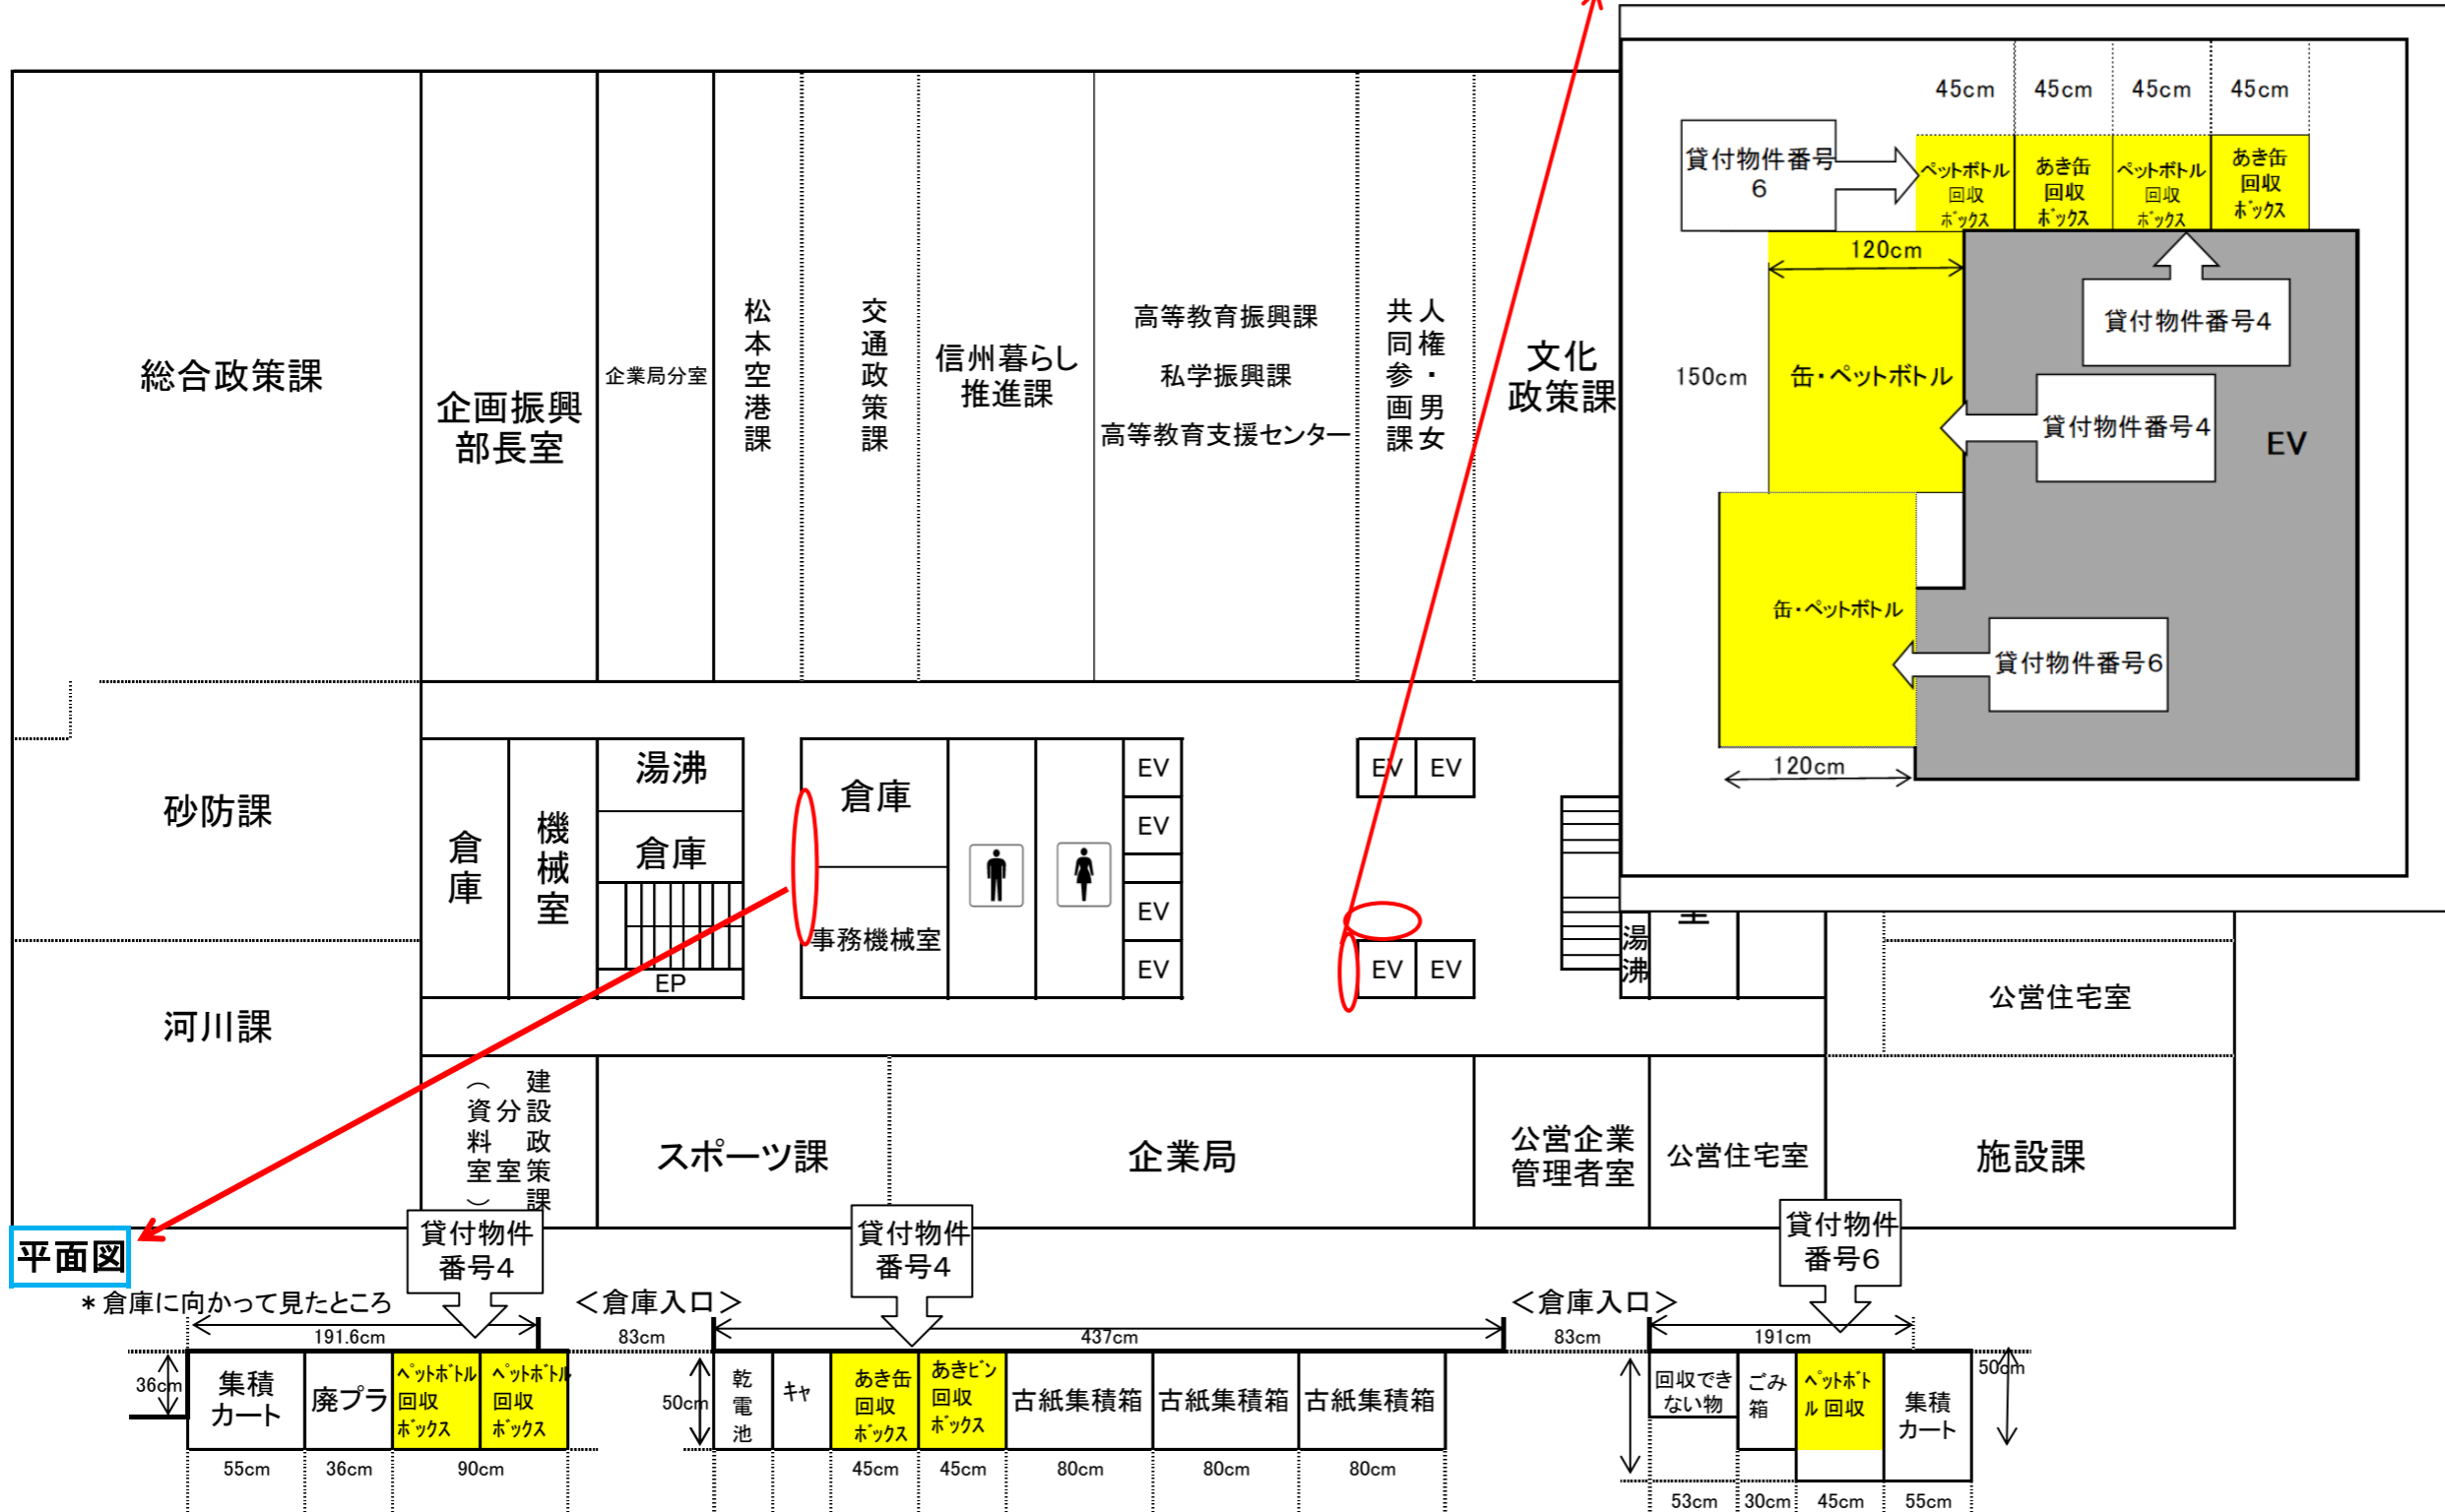 45cm
45cm
45cm
45cm
貸付物件番号
6
ペットボトル
回収
ボックス
あき缶
回収
ボックス
ペットボトル
回収
ボックス
あき缶
回収
ボックス
120cm
貸付物件番号4
150cm
缶・ペットボトル
貸付物件番号4
EV
缶・ペットボトル
貸付物件番号6
120cm
総合政策課
企画振興
部長室
企業局分室
松本空港課
交通政策課
信州暮らし
推進課
高等教育振興課
私学振興課
高等教育支援センター
人権・男女
共同参画課
文化
政策課
砂防課
河川課
倉庫
機械室
湯沸
倉庫
EP
倉庫
事務機械室
EV
EV
EV
EV
EV
EV
EV
EV
湯沸
公営住宅室
建設政策課
分室
（資料室）
スポーツ課
企業局
公営企業
管理者室
公営住宅室
施設課
平面図
貸付物件
番号4
貸付物件
番号4
貸付物件
番号6
＊倉庫に向かって見たところ
＜倉庫入口＞
＜倉庫入口＞
191.6cm
83cm
437cm
83cm
191cm
36cm
集積
カート
廃プラ
ペットボトル
回収
ボックス
ペットボトル
回収
ボックス
50cm
乾電池
キャ
あき缶
回収
ボックス
あきビン
回収
ボックス
古紙集積箱
古紙集積箱
古紙集積箱
回収でき
ない物
ごみ
箱
ペットボト
ル 回収
集積
カート
50cm
55cm
36cm
90cm
45cm
45cm
80cm
80cm
80cm
53cm
30cm
45cm
55cm